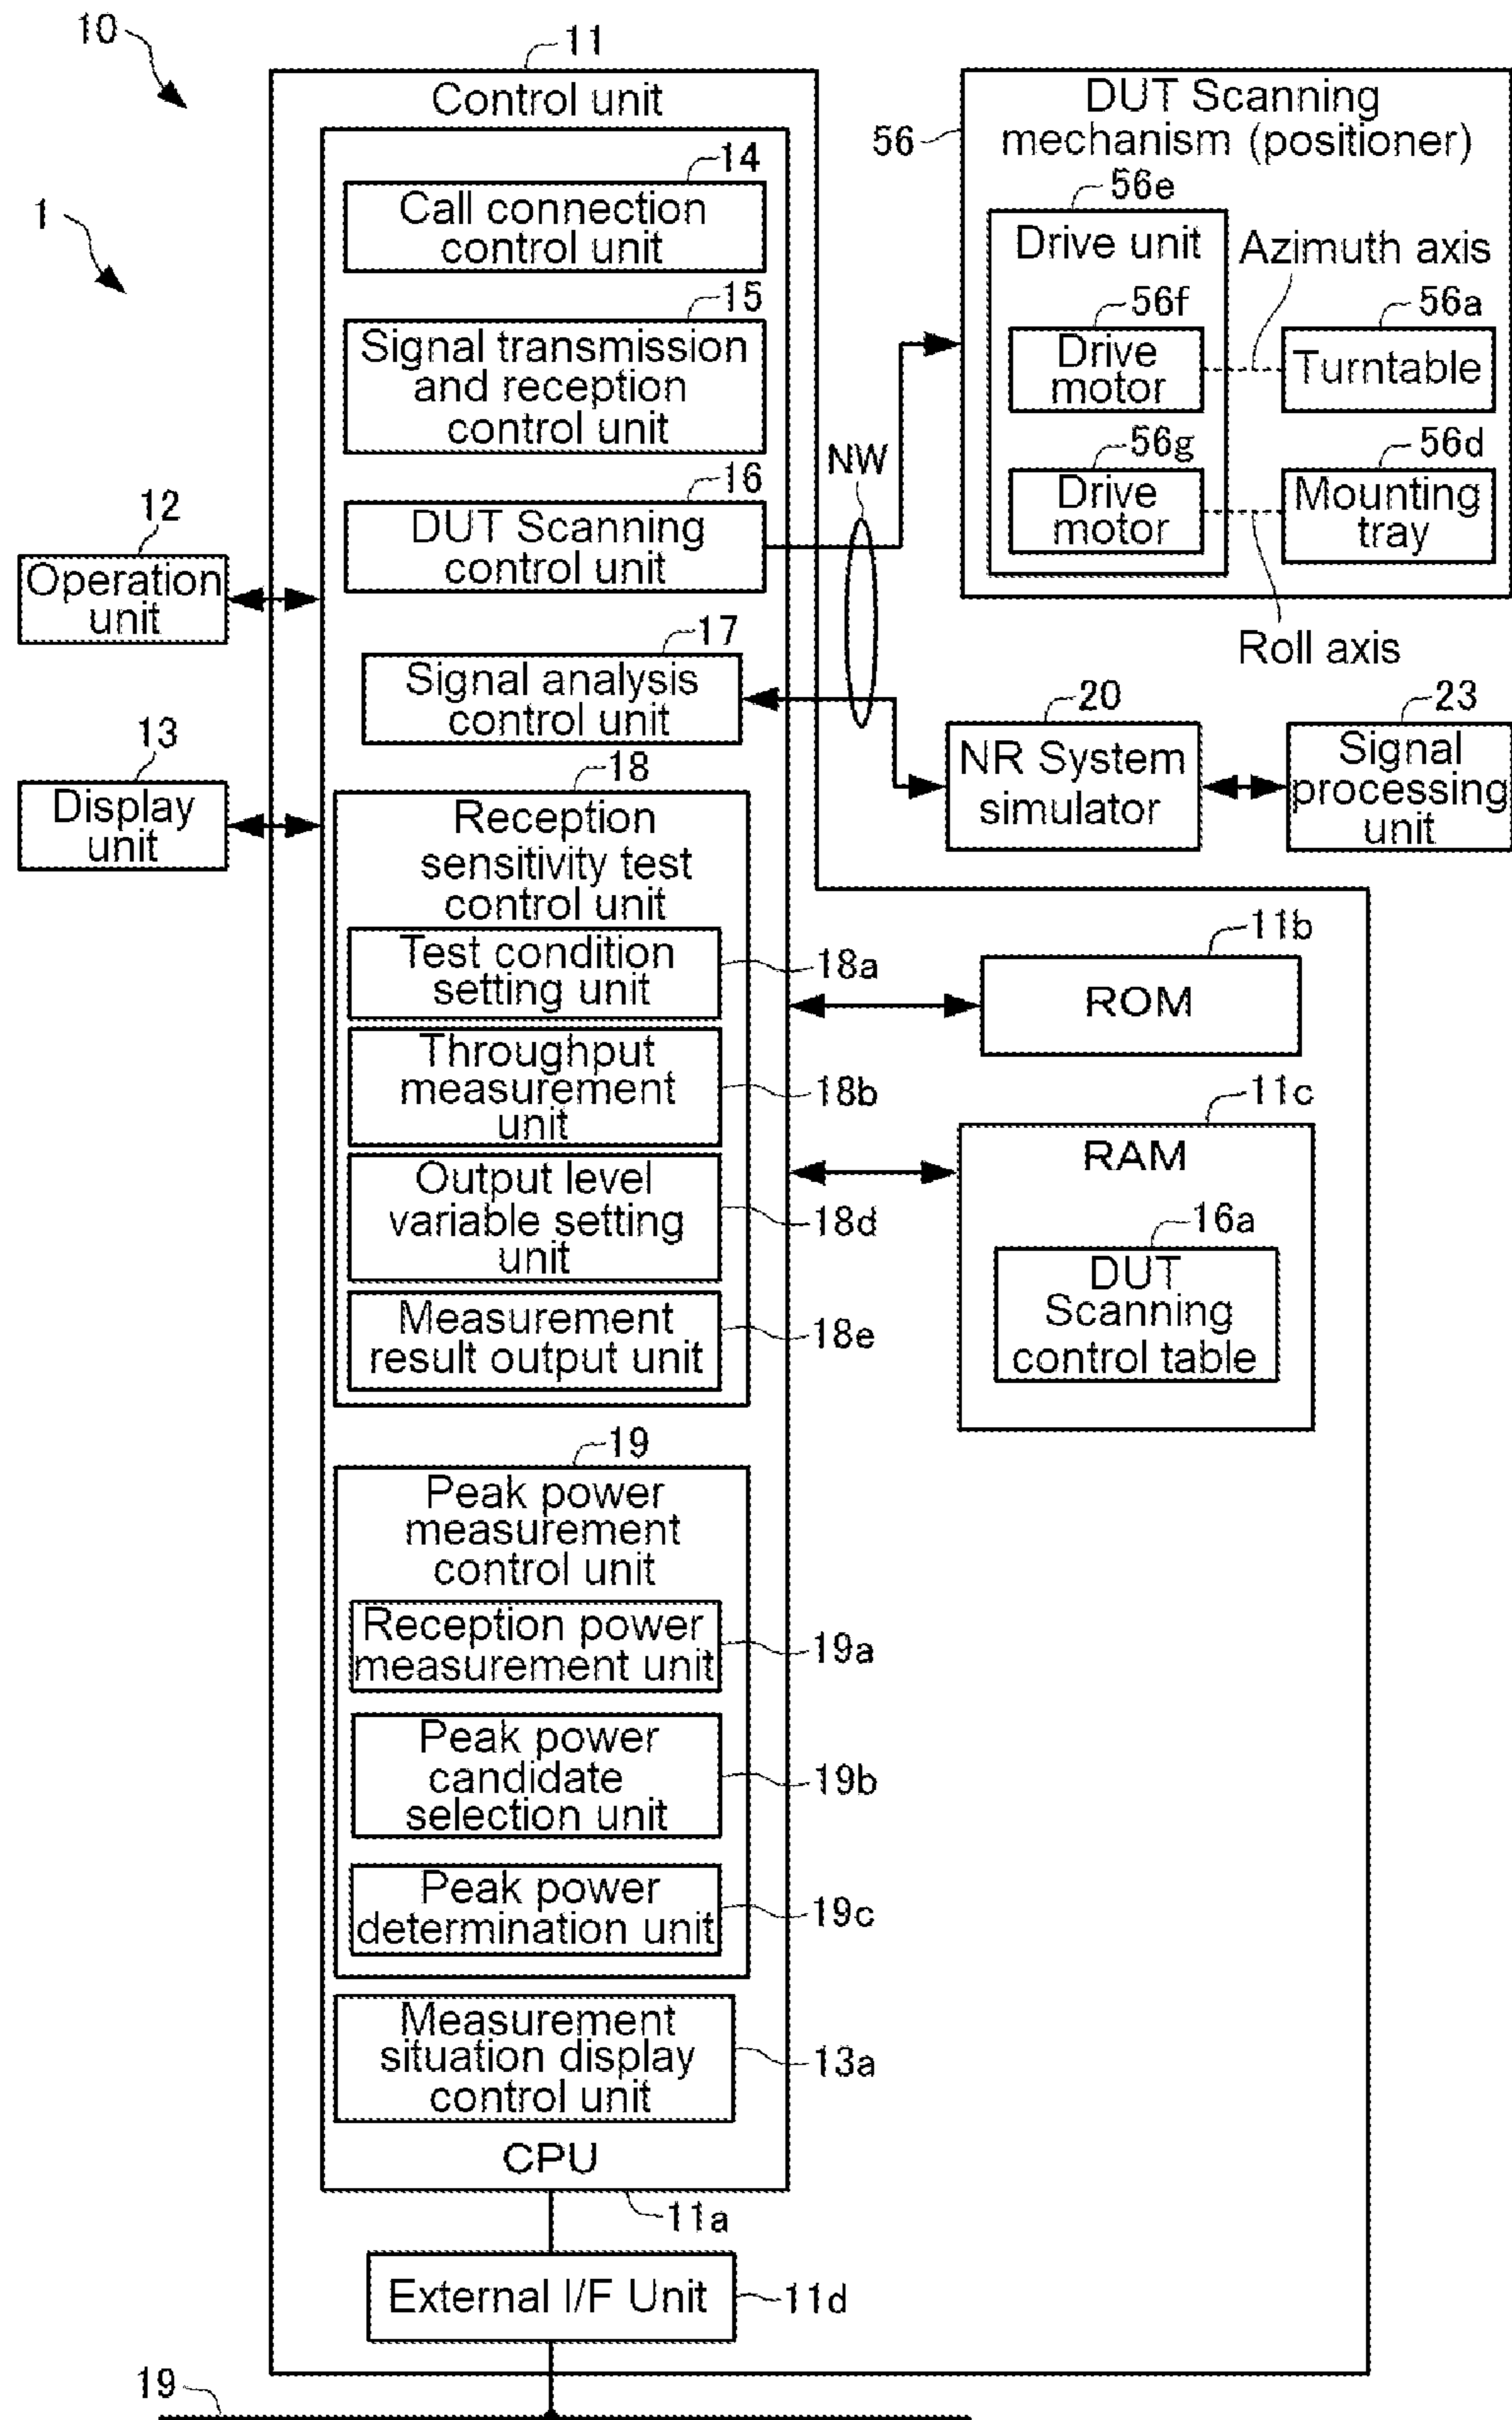 10
11
Control unit
14
Call connection
control unit
15
Signal transmission
and reception
control unit
16
DUT Scanning
control unit
17
Signal analysis
control unit
18
Reception
sensitivity test
control unit
Test condition
setting unit
18a
Throughput
measurement
unit
18b
Output level
variable setting
unit
18d
Measurement
result output unit
18e
19
Peak power
measurement
control unit
Reception power
measurement unit
19a
Peak power
candidate
selection unit
19b
Peak power
determination unit
19c
Measurement
situation display
control unit
13a
CPU
11a
External I/F Unit
11d
19
1
12
Operation
unit
13
Display
unit
NW
56
DUT Scanning
mechanism (positioner)
56e
Drive unit
Azimuth axis
56f
Drive
motor
56a
Turntable
56g
Drive
motor
56d
Mounting
tray
Roll axis
20
NR System
simulator
23
Signal
processing
unit
11b
ROM
11c
RAM
16a
DUT
Scanning
control table